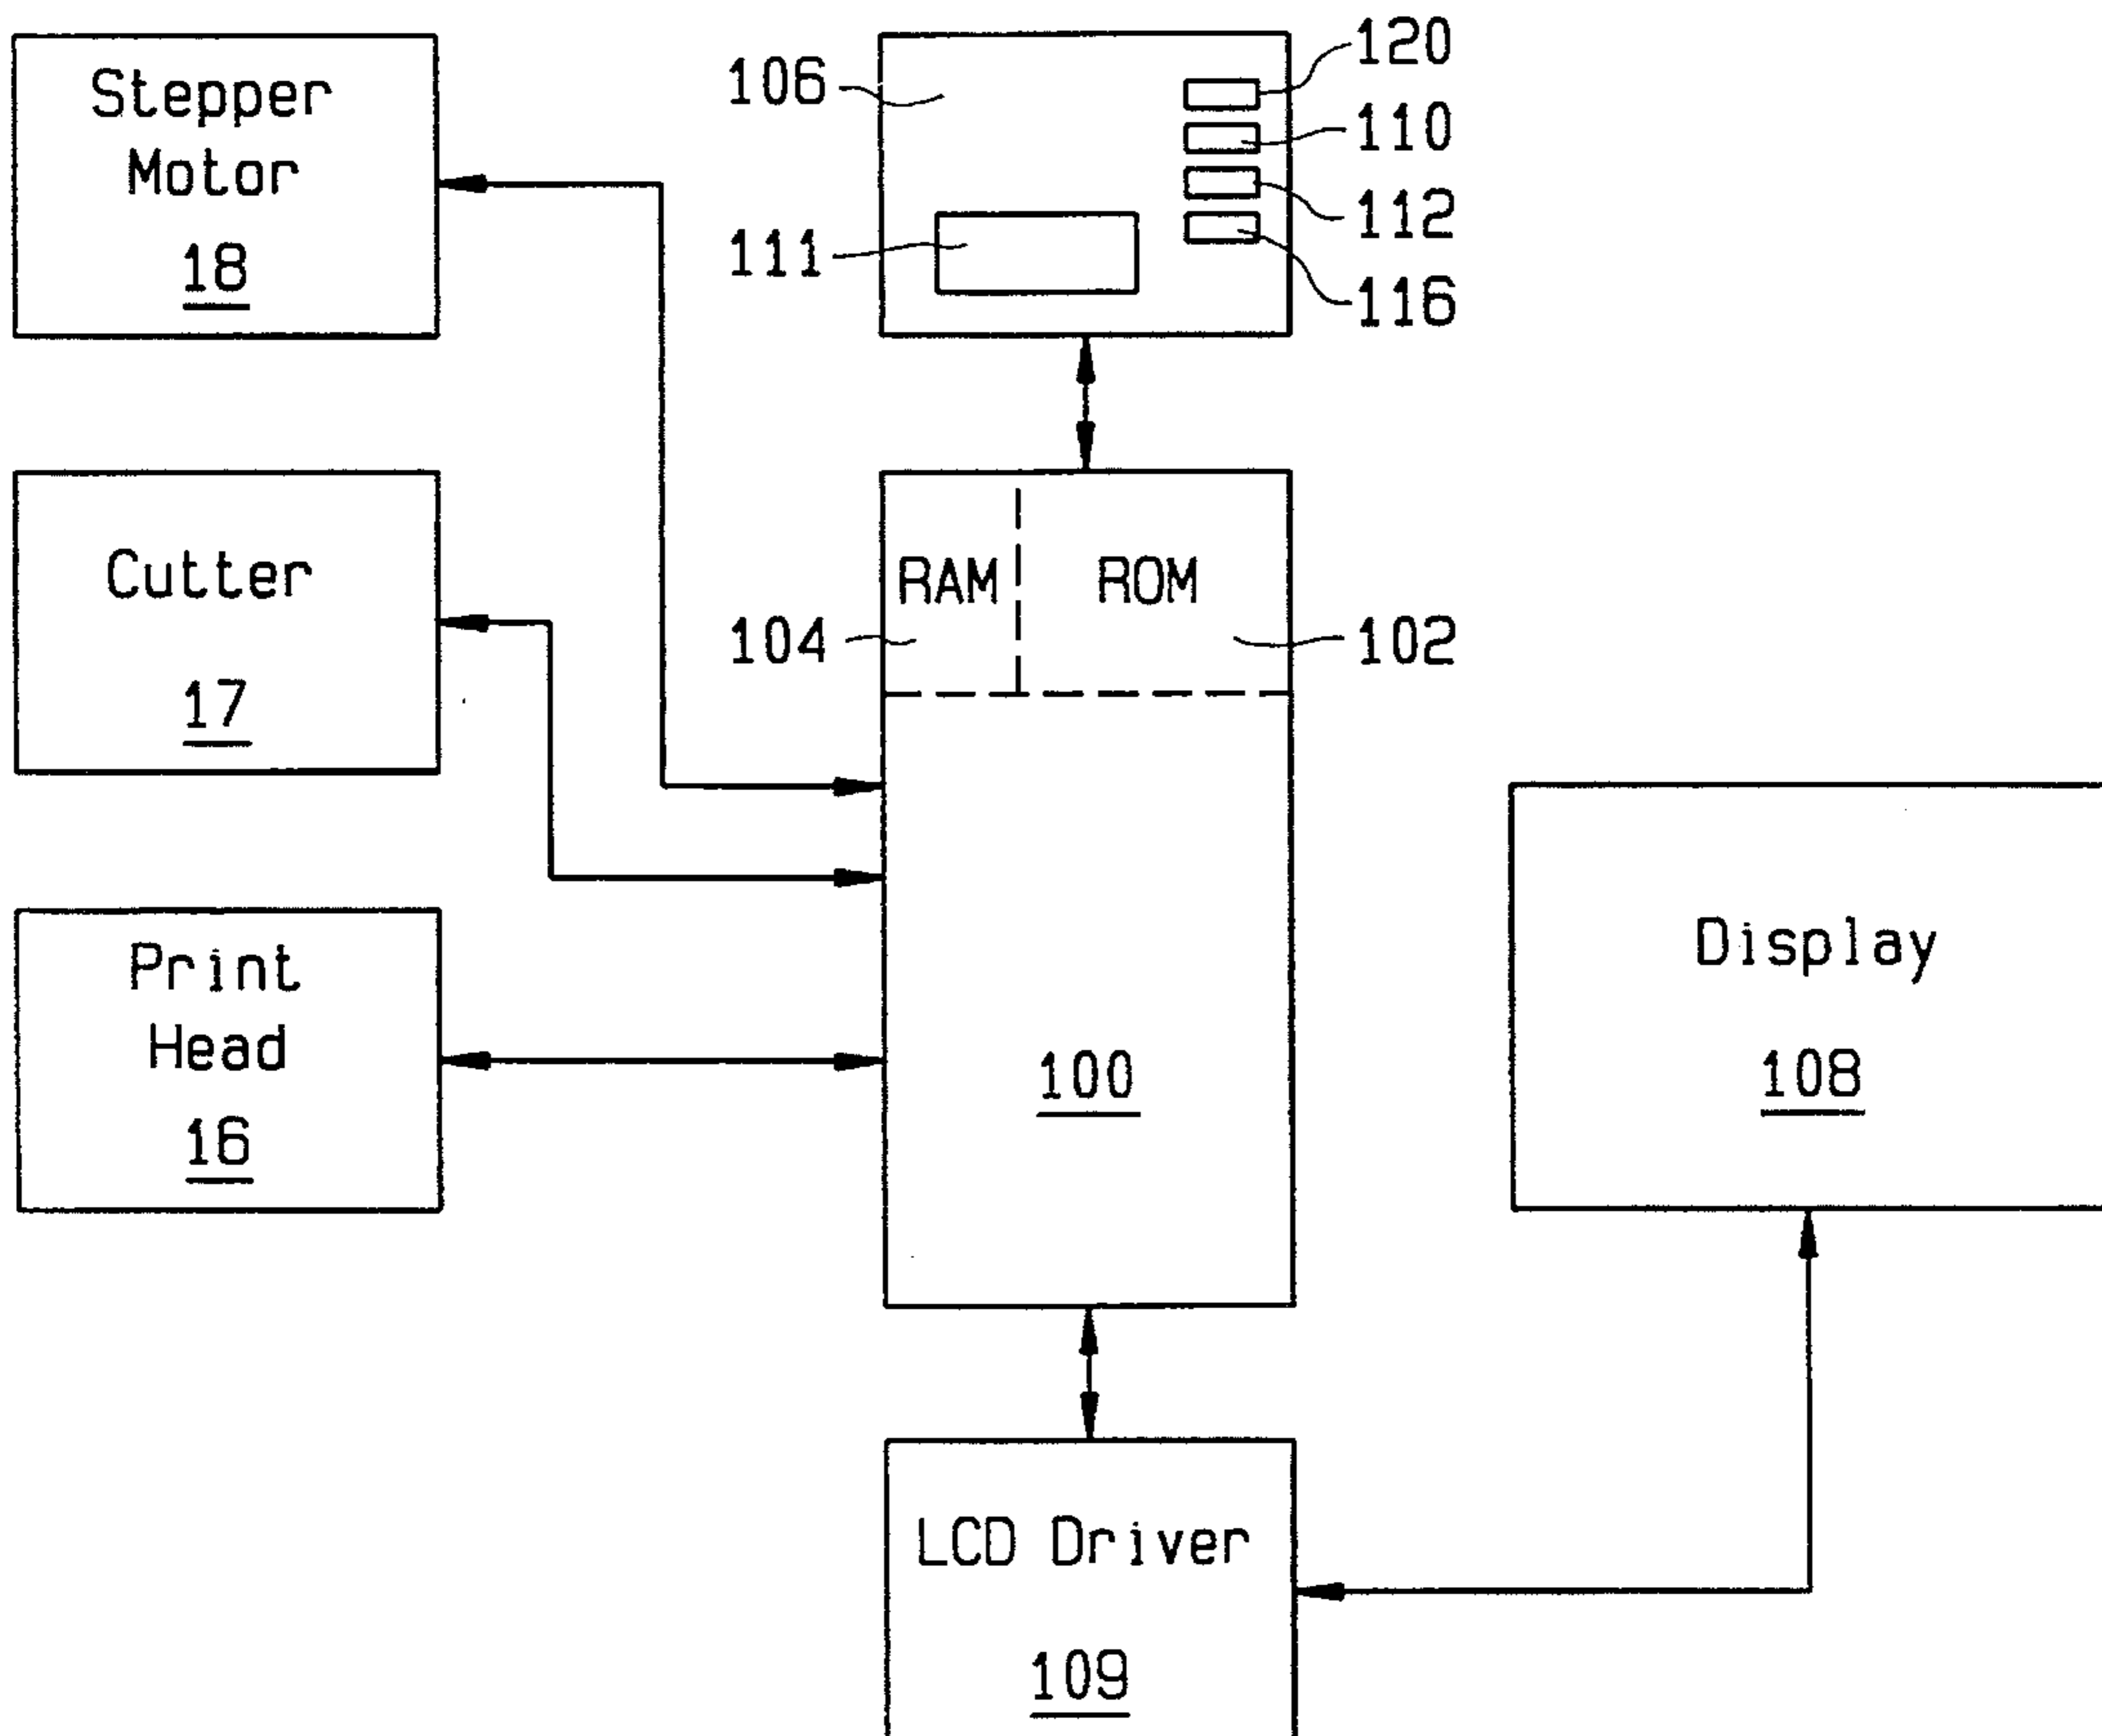 Stepper
Motor
18
106
111
120
110
112
116
Cutter
17
RAM
ROM
104
102
Print
Head
16
100
Display
108
LCD Driver
109